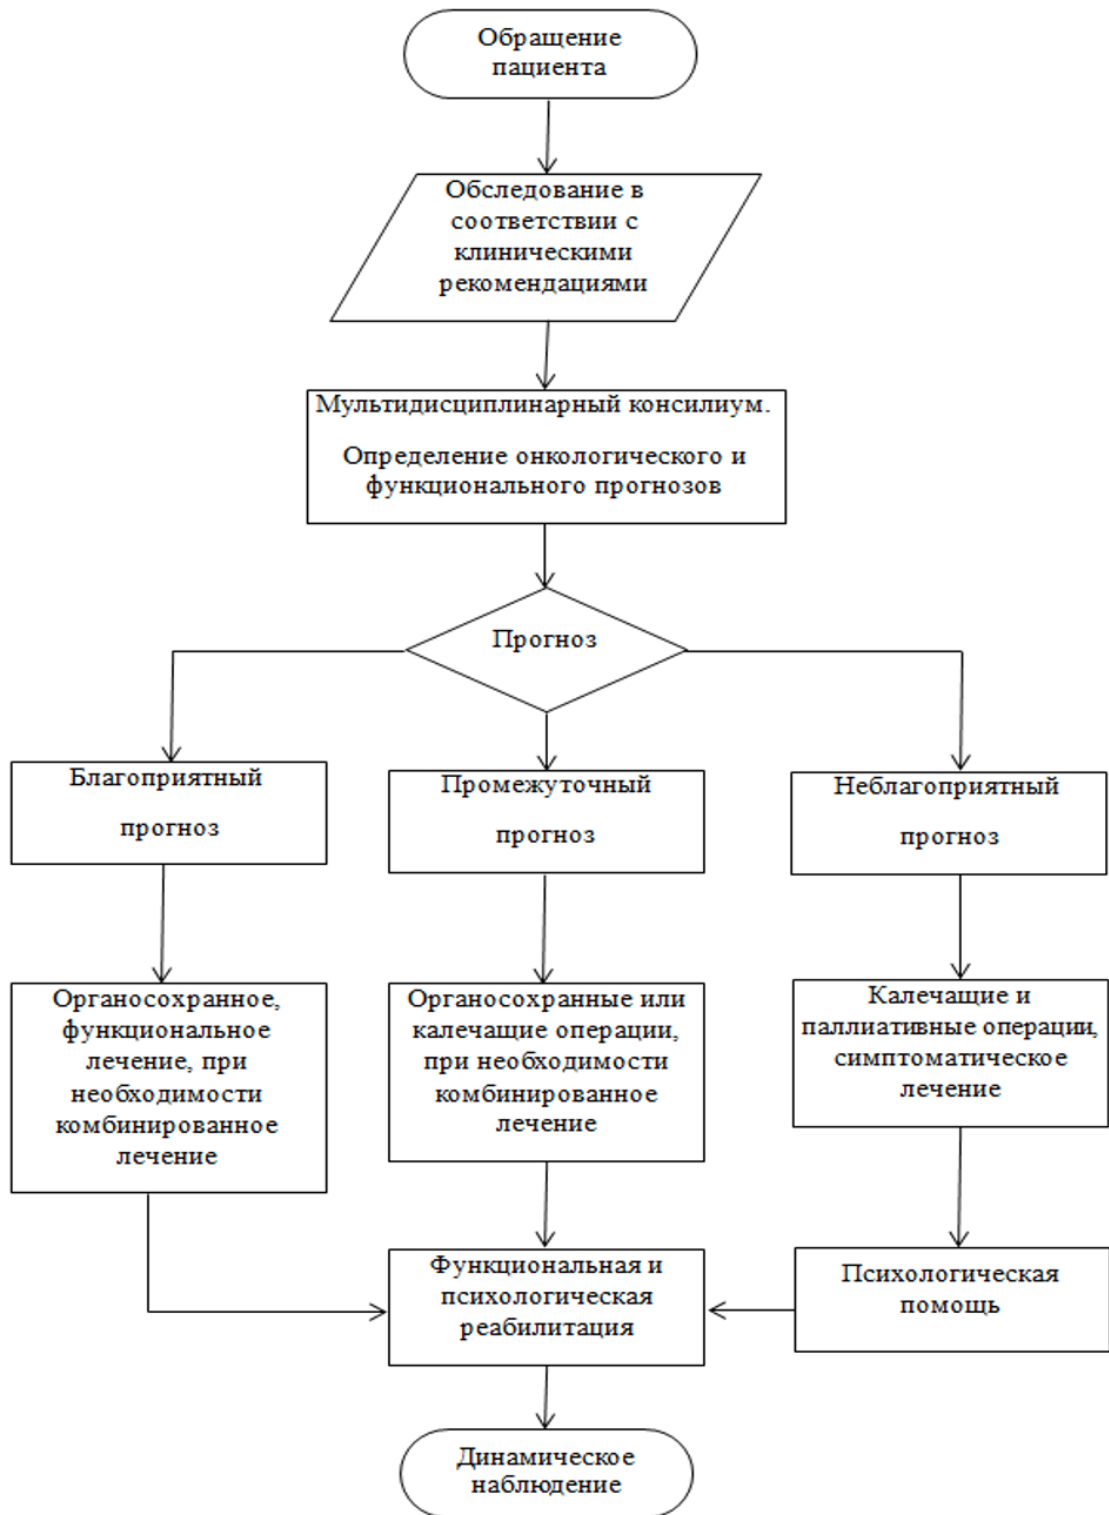 Обращение
пациента
Обследование в
соответствии с
клиническими
рекомендациями
Мультидисциплинарный консилиум.
Определение онкологического и
функционального прогнозов
Прогноз
Благоприятный
прогноз
Промежуточный
прогноз
Неблагоприятный
прогноз
Органосохранное,
функциональное
лечение, при
необходимости
комбинированное
лечение
Органосохранные или
калечащие операции,
при необходимости
комбинированное
лечение
Калечащие и
паллиативные операции,
симптоматическое
лечение
Функциональная и
психологическая
реабилитация
Психологическая
помощь
Динамическое
наблюдение